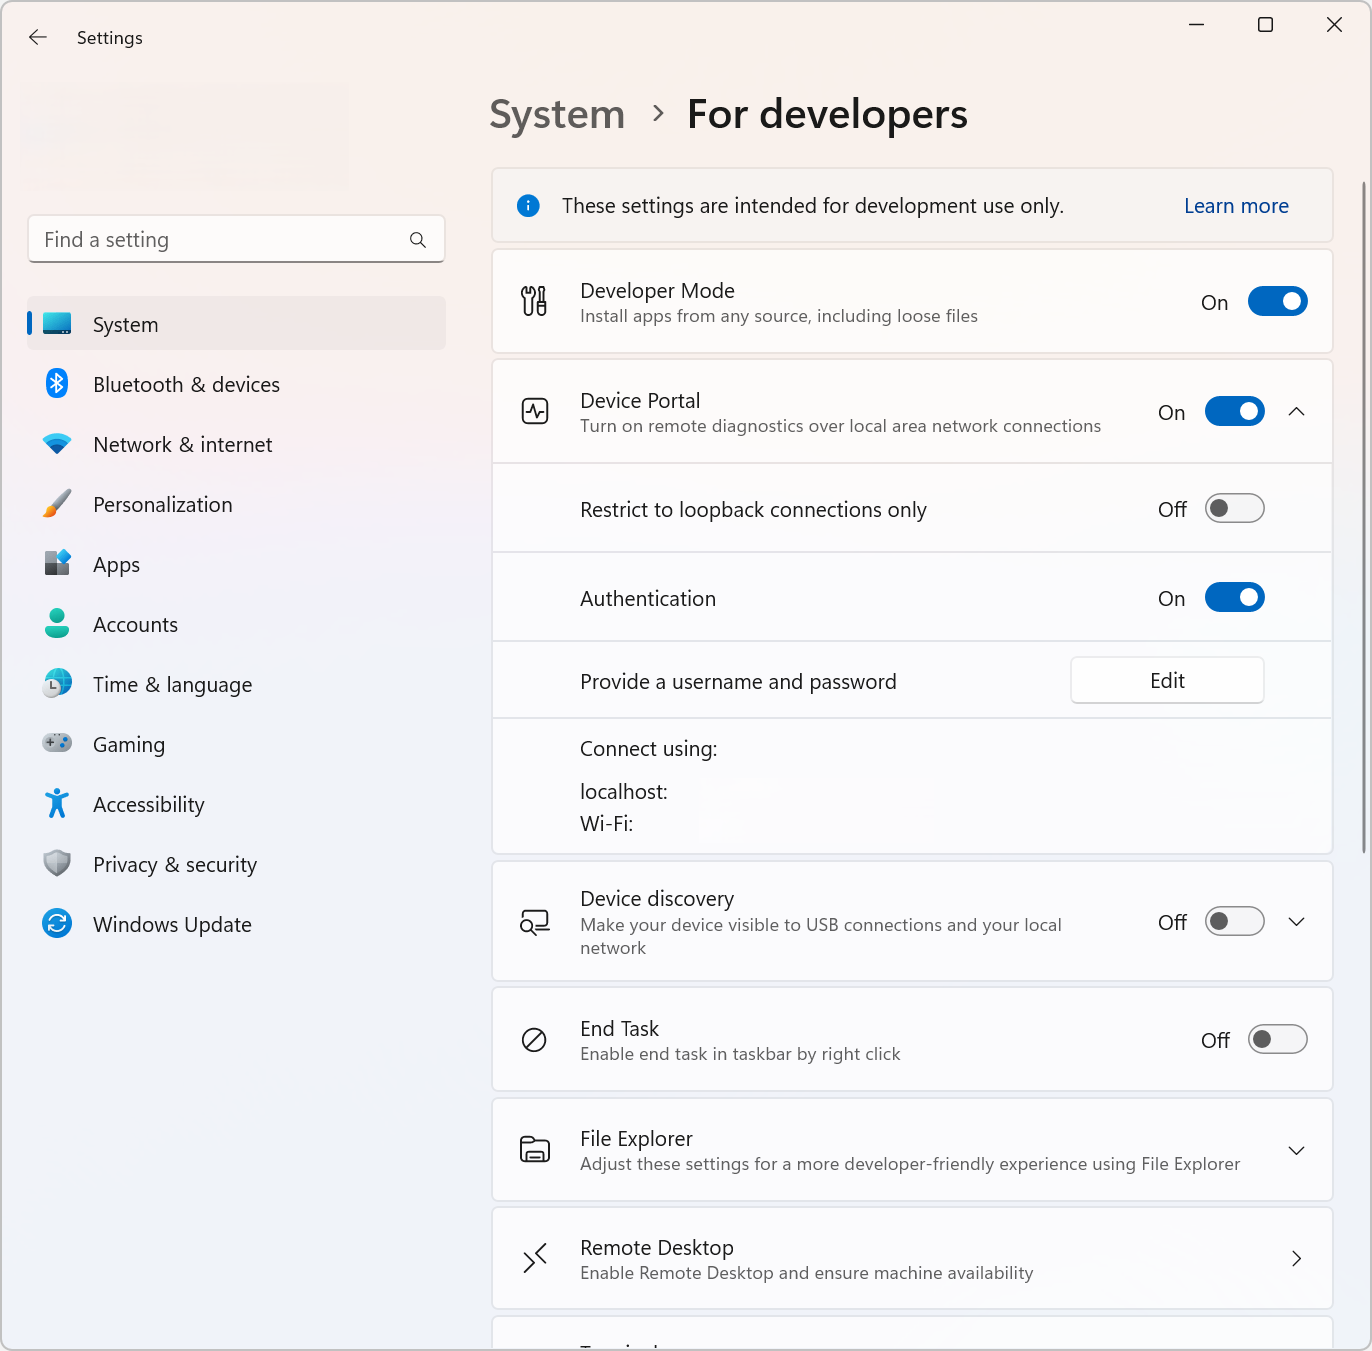 Settings
System > For developers
These settings are intended for development use only.
Learn more
Find a setting
System
Bluetooth & devices
Network & internet
Personalization
Apps
Accounts
Time & language
Gaming
Accessibility
Privacy & security
Windows Update
Developer Mode
Install apps from any source, including loose files
On
Device Portal
Turn on remote diagnostics over local area network connections
On
Restrict to loopback connections only
Off
Authentication
On
Provide a username and password
Edit
Connect using:
localhost:
Wi-Fi:
Device discovery
Make your device visible to USB connections and your local
network
Off
End Task
Enable end task in taskbar by right click
Off
File Explorer
Adjust these settings for a more developer-friendly experience using File Explorer
Remote Desktop
Enable Remote Desktop and ensure machine availability